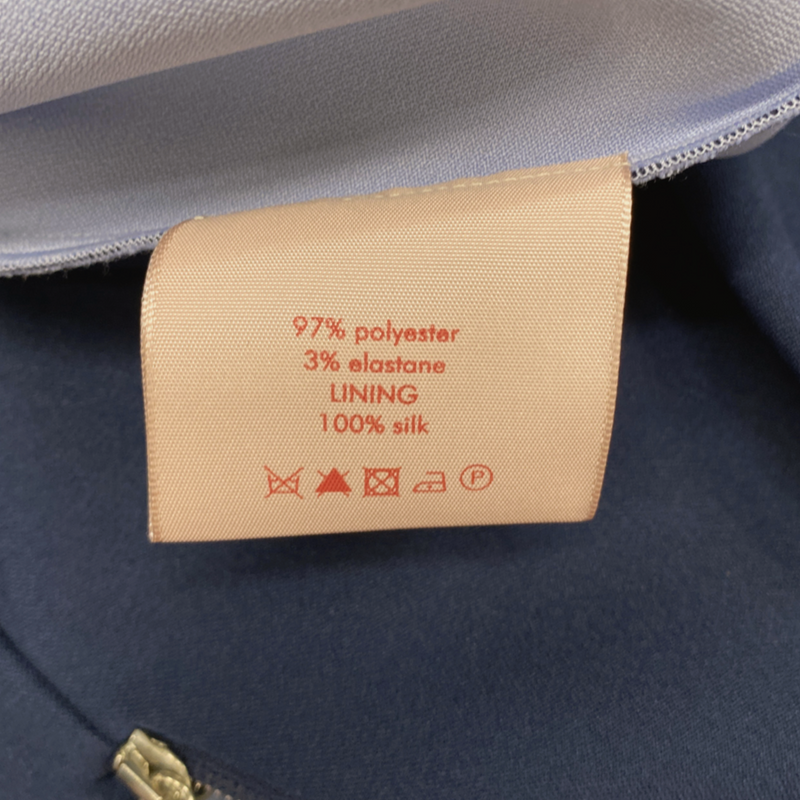 97% polyester
3% elastane
LINING
100% silk
P